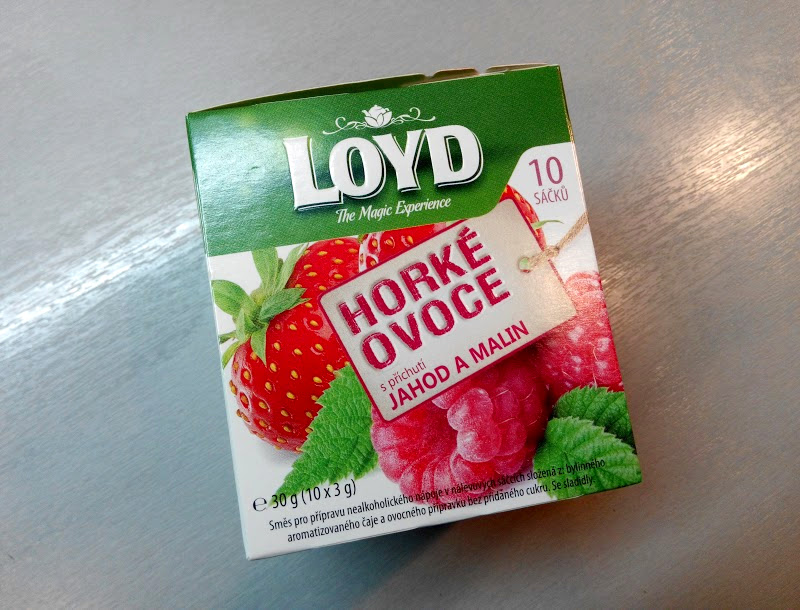 LOYD
The Magic Experience
10
SÁČKŮ
HORKÉ
OVOCE
s příchutí
JAHOD A MALIN
℮ 30 g (10 x 3 g)
Směs pro přípravu nealkoholického nápoje v nálevových sáčcích složená z: bylinného
aromatizovaného čaje a ovocného přípravku bez přidaného cukru. Se sladidly.